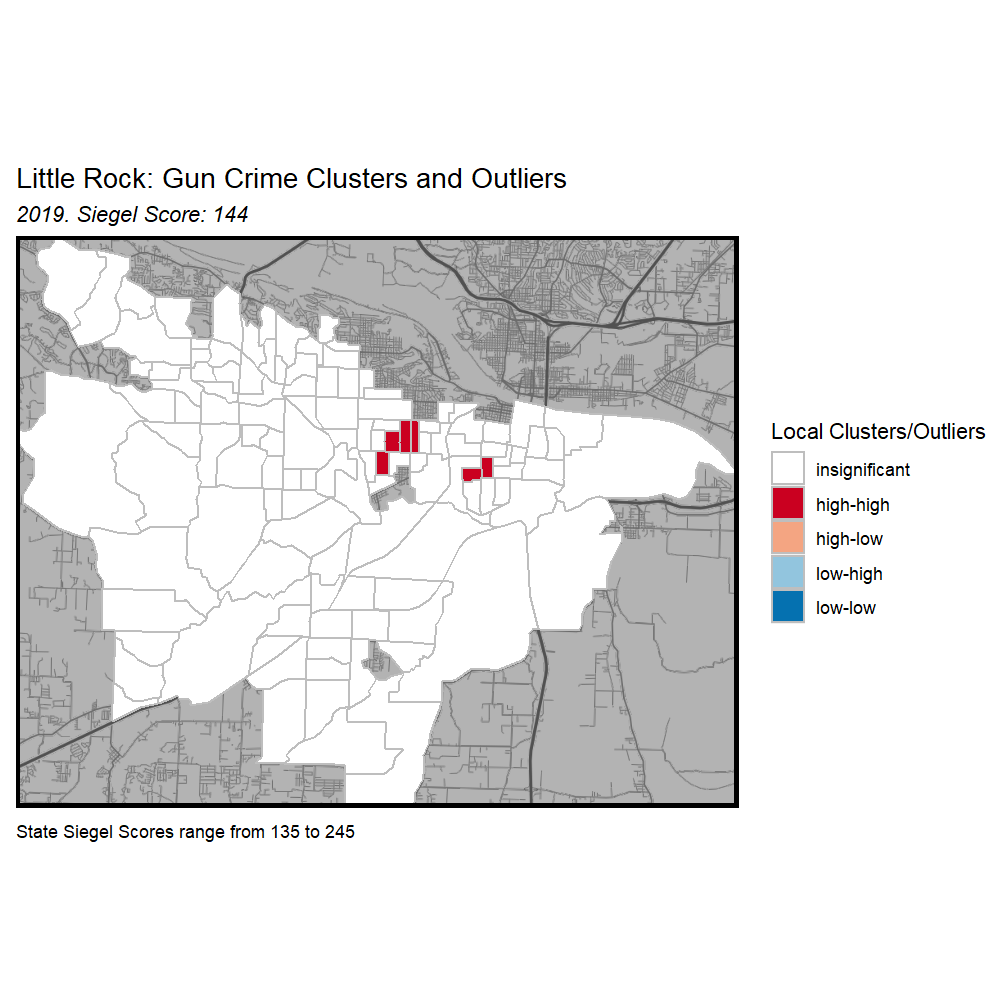 Little Rock: Gun Crime Clusters and Outliers
2019. Siegel Score: 144
Local Clusters/Outliers
insignificant
high-high
high-low
low-high
low-low
State Siegel Scores range from 135 to 245